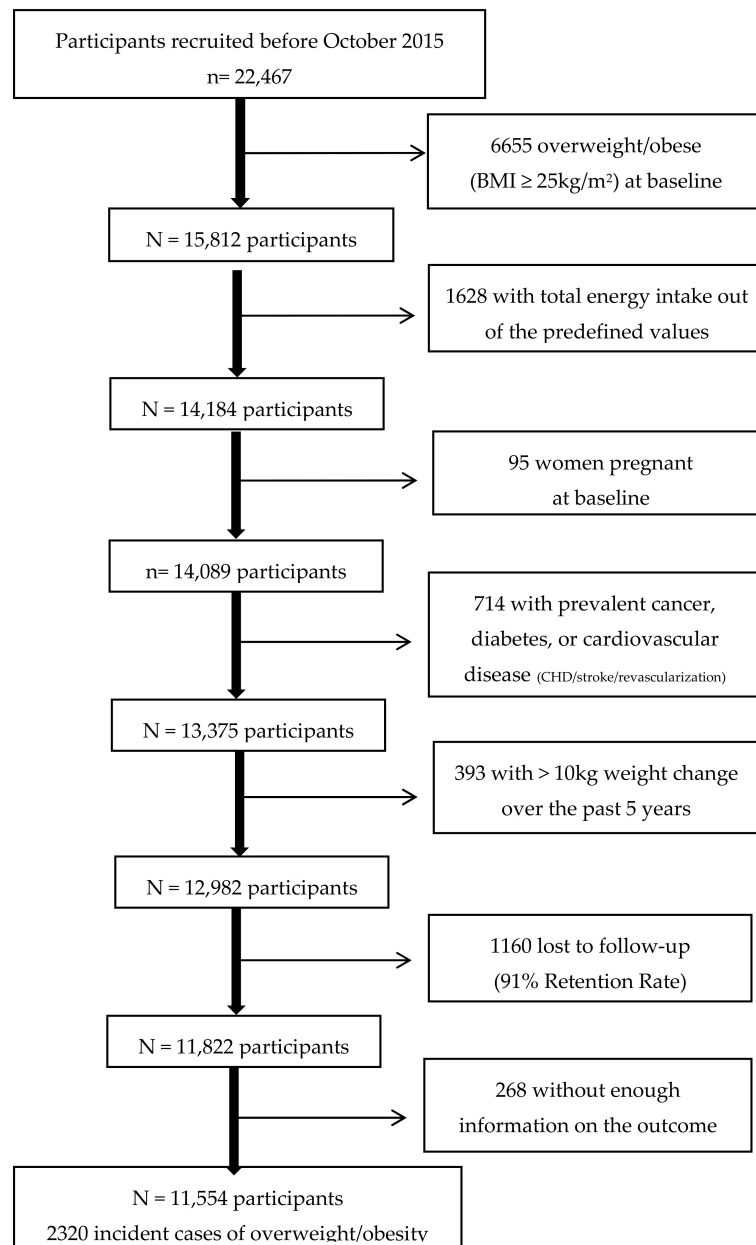 Participants recruited before October 2015
n= 22,467
6655 overweight/obese
(BMI ≥ 25kg/m²) at baseline
N = 15,812 participants
1628 with total energy intake out
of the predefined values
N = 14,184 participants
95 women pregnant
at baseline
n= 14,089 participants
714 with prevalent cancer,
diabetes, or cardiovascular
disease (CHD/stroke/revascularization)
N = 13,375 participants
393 with > 10kg weight change
over the past 5 years
N = 12,982 participants
1160 lost to follow-up
(91% Retention Rate)
N = 11,822 participants
268 without enough
information on the outcome
N = 11,554 participants
2320 incident cases of overweight/obesity